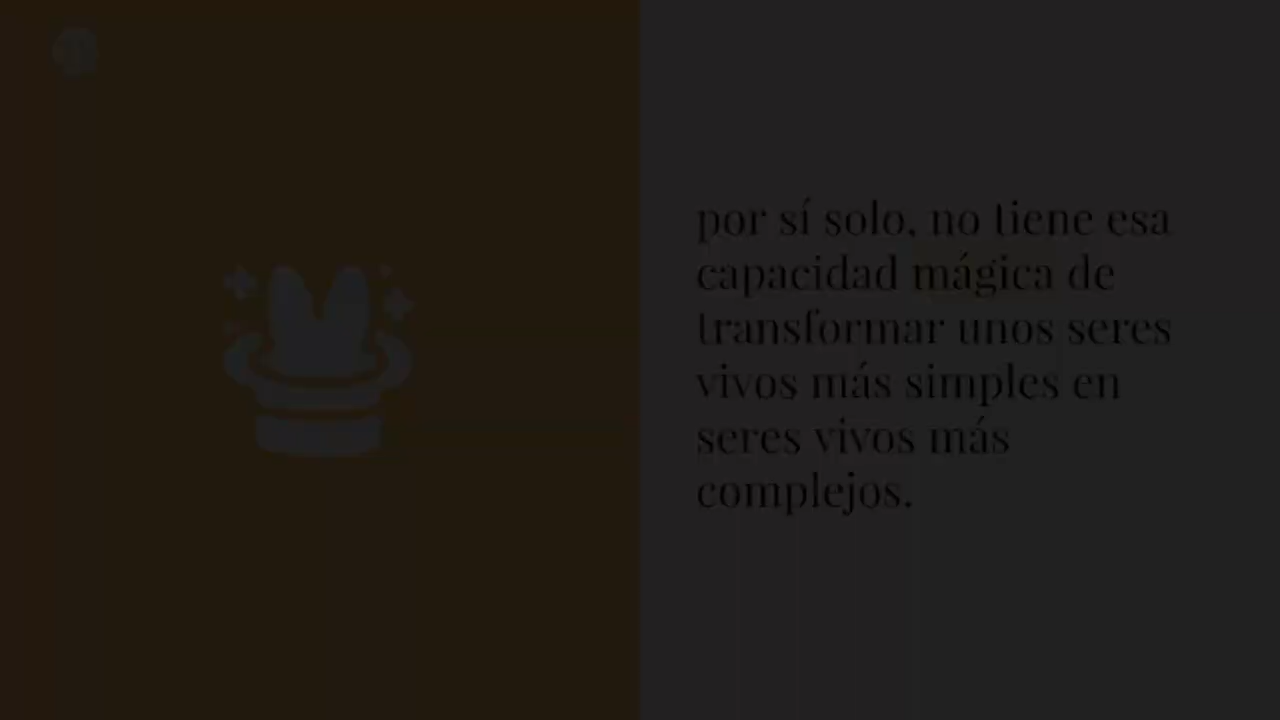 por sí solo, no tiene esa
capacidad mágica de
transformar unos seres
vivos más simples en
seres vivos más
complejos.